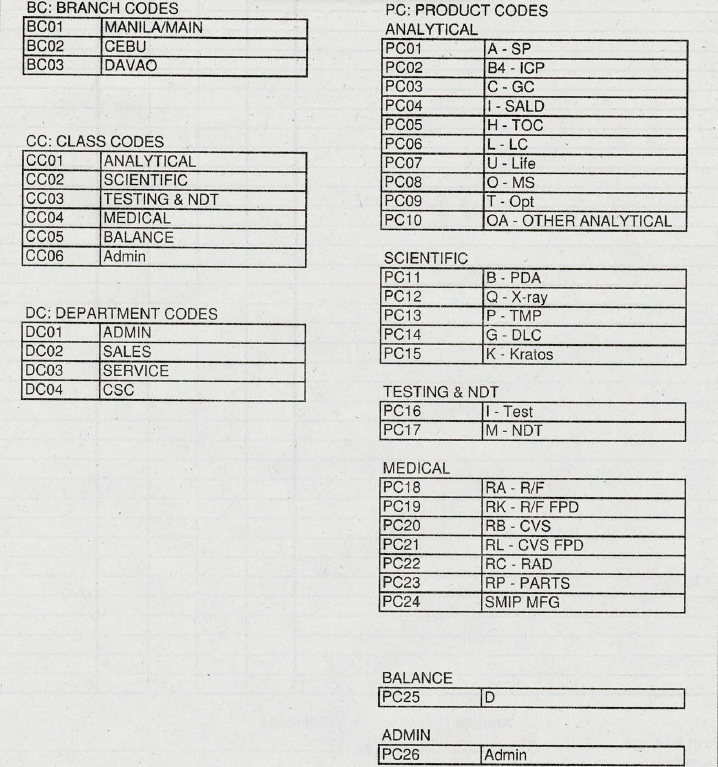 BC: BRANCH CODES
BC01 MANILA/MAIN
BC02 CEBU
BC03 DAVAO
CC: CLASS CODES
CC01 ANALYTICAL
CC02 SCIENTIFIC
CC03 TESTING & NDT
CC04 MEDICAL
CC05 BALANCE
CC06 Admin
DC: DEPARTMENT CODES
DC01 ADMIN
DC02 SALES
DC03 SERVICE
DC04 CSC
PC: PRODUCT CODES
ANALYTICAL
PC01 A - SP
PC02 B4 - ICP
PC03 C - GC
PC04 I - SALD
PC05 H - TOC
PC06 L - LC
PC07 U - Life
PC08 O - MS
PC09 T - Opt
PC10 OA - OTHER ANALYTICAL
SCIENTIFIC
PC11 B - PDA
PC12 Q - X-ray
PC13 P - TMP
PC14 G - DLC
PC15 K - Kratos
TESTING & NDT
PC16 I - Test
PC17 M - NDT
MEDICAL
PC18 RA - R/F
PC19 RK - R/F FPD
PC20 RB - CVS
PC21 RL - CVS FPD
PC22 RC - RAD
PC23 RP - PARTS
PC24 SMIP MFG
BALANCE
PC25 D
ADMIN
PC26 Admin